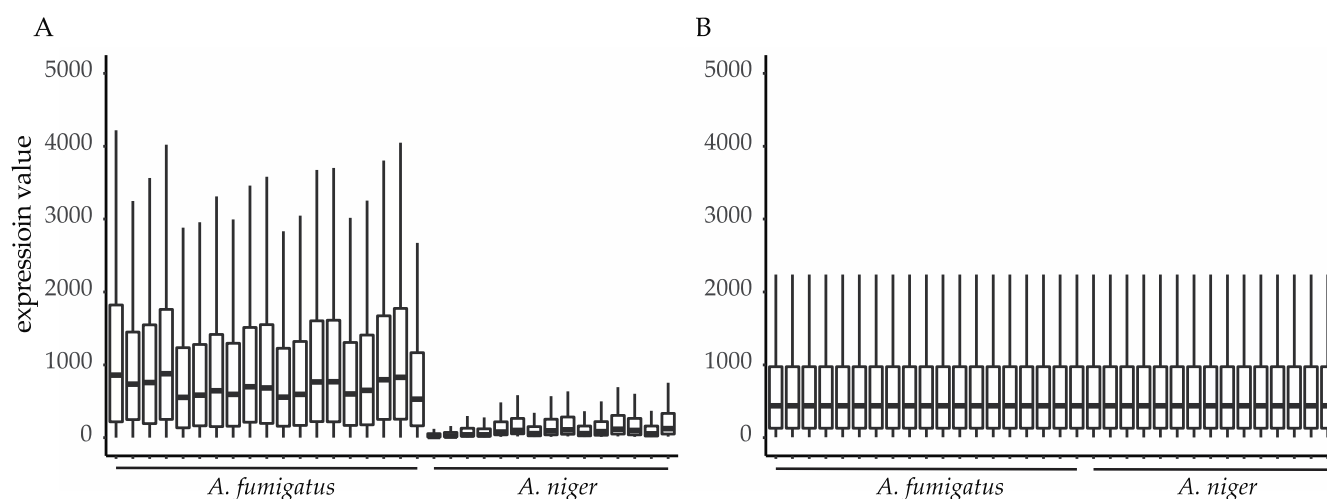 A
B
5000
4000
3000
2000
1000
0
expressioin value
A. fumigatus
A. niger
5000
4000
3000
2000
1000
0
A. fumigatus
A. niger